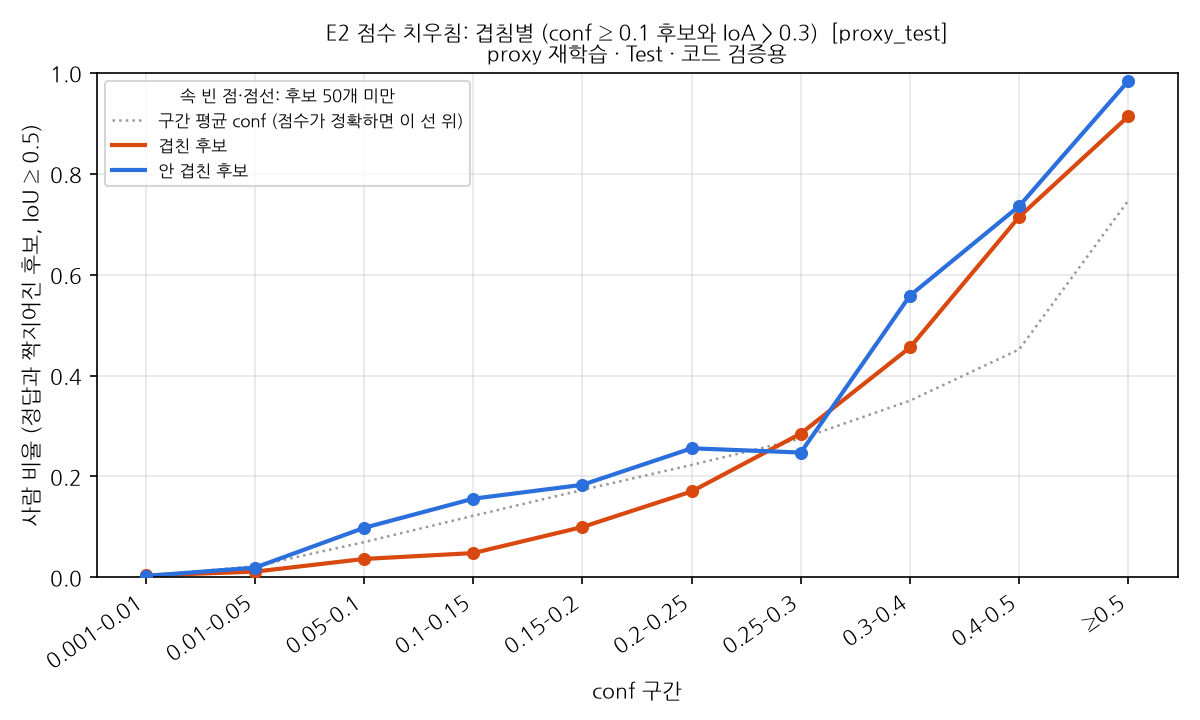 E2 점수 치우침: 겹침별 (conf ≥ 0.1 후보와 IoA > 0.3)  [proxy_test]
proxy 재학습 · Test · 코드 검증용
속 빈 점·점선: 후보 50개 미만
구간 평균 conf (점수가 정확하면 이 선 위)
겹친 후보
안 겹친 후보
사람 비율 (정답과 짝지어진 후보, IoU ≥ 0.5)
1.0
0.8
0.6
0.4
0.2
0.0
0.001-0.01
0.01-0.05
0.05-0.1
0.1-0.15
0.15-0.2
0.2-0.25
0.25-0.3
0.3-0.4
0.4-0.5
≥0.5
conf 구간